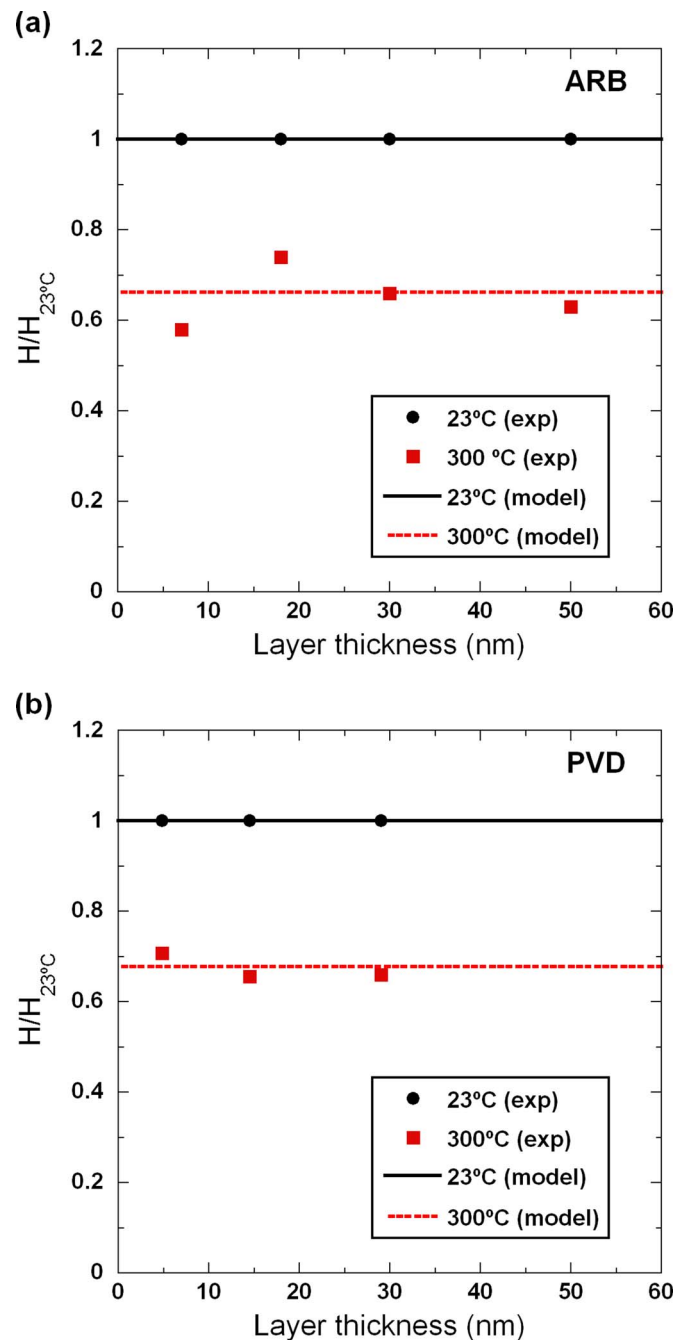 (a)
1.2
ARB
1
0.8
0.6
0.4
0.2
0
H/H23ºC
23ºC (exp)
300 ºC (exp)
23ºC (model)
300ºC (model)
0 10 20 30 40 50 60
Layer thickness (nm)
(b)
1.2
PVD
1
0.8
0.6
0.4
0.2
0
H/H23ºC
23ºC (exp)
300ºC (exp)
23ºC (model)
300ºC (model)
0 10 20 30 40 50 60
Layer thickness (nm)